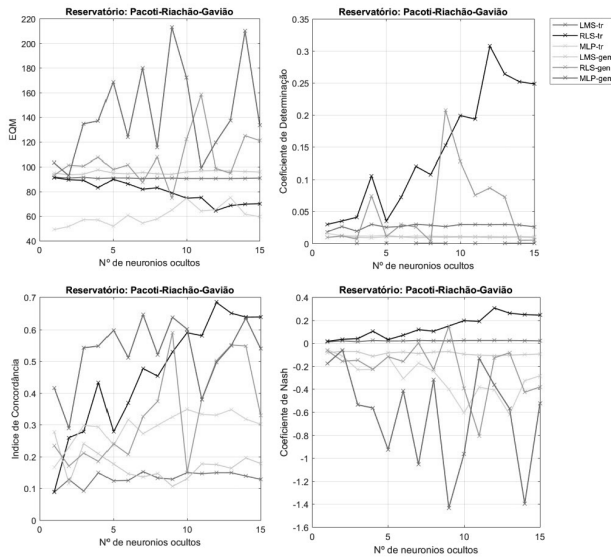 Reservatório: Pacoti-Riachão-Gavião
EQM
220
200
180
160
140
120
100
80
60
40
0
5
10
15
Nº de neuronios ocultos
Reservatório: Pacoti-Riachão-Gavião
Coeficiente de Determinação
0.35
0.3
0.25
0.2
0.15
0.1
0.05
0
0
5
10
15
Nº de neuronios ocultos
LMS-tr
RLS-tr
MLP-tr
LMS-gen
RLS-gen
MLP-gen
Reservatório: Pacoti-Riachão-Gavião
Indice de Concordância
0.7
0.6
0.5
0.4
0.3
0.2
0.1
0
0
5
10
15
Nº de neuronios ocultos
Reservatório: Pacoti-Riachão-Gavião
Coeficiente de Nash
0.4
0.2
0
-0.2
-0.4
-0.6
-0.8
-1
-1.2
-1.4
-1.6
0
5
10
15
Nº de neuronios ocultos